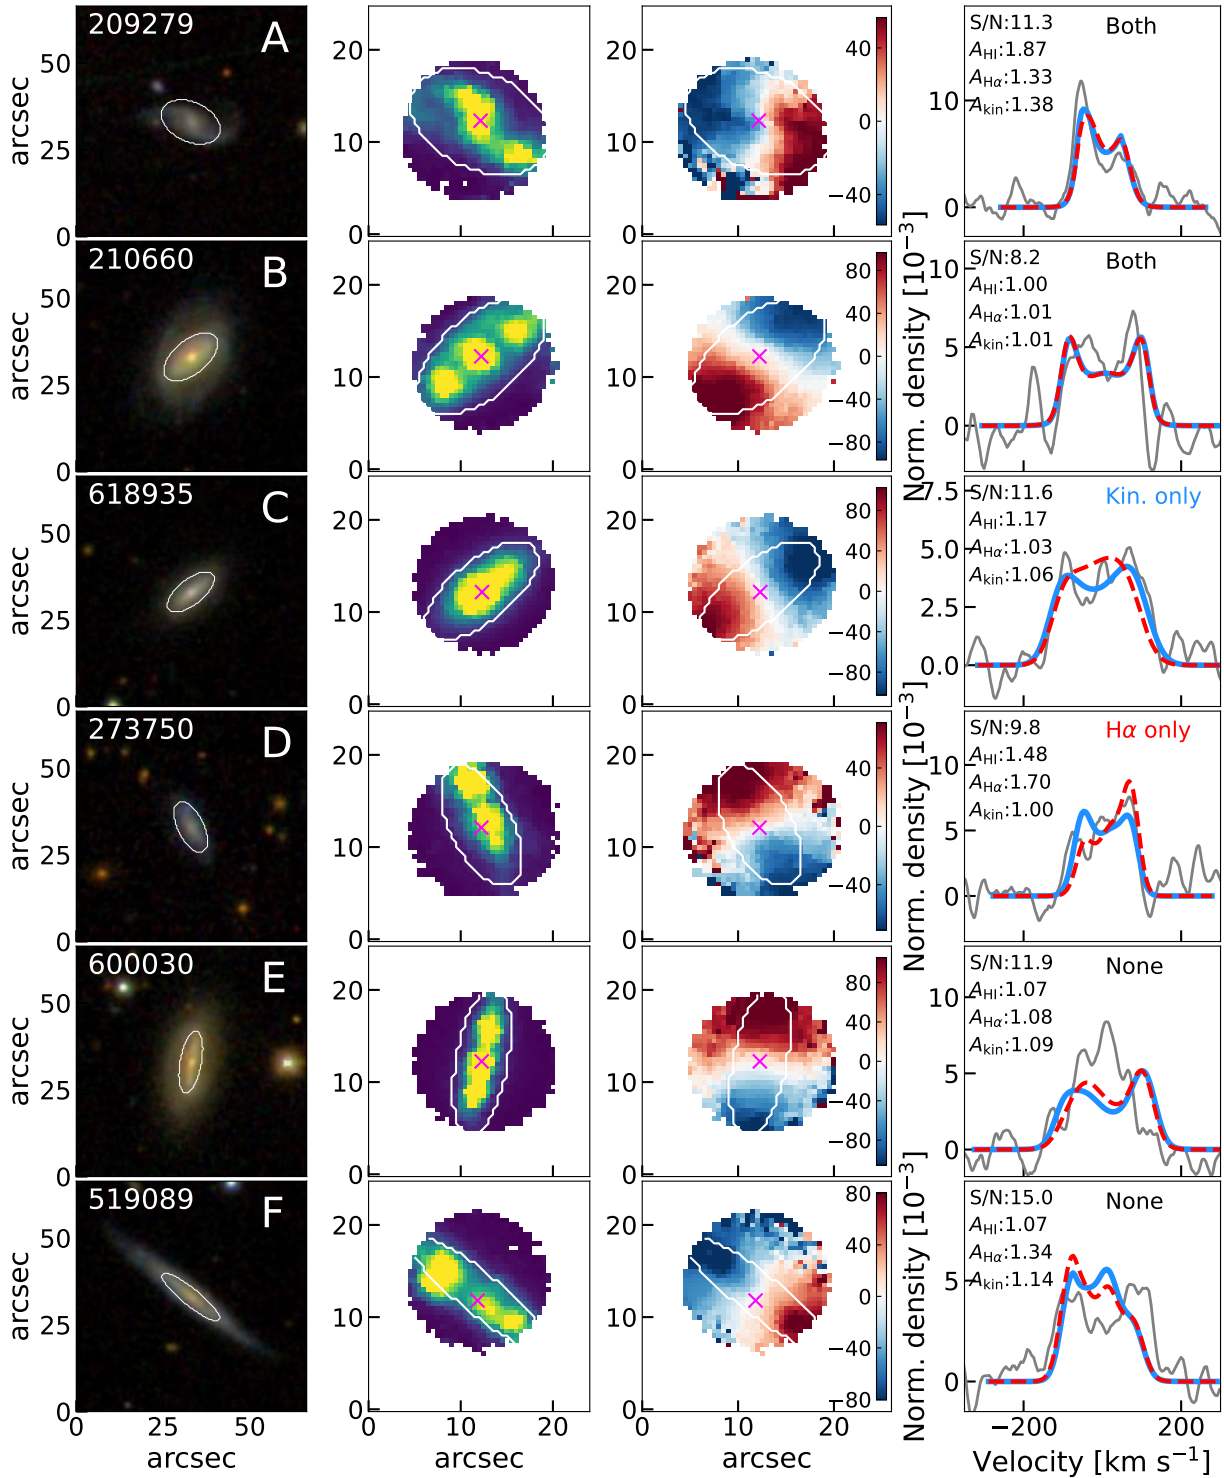 209279
A
50
25
0
arcsec
20
10
0
20
10
0
40
0
−40
S/N:11.3
A_HI:1.87
A_Hα:1.33
A_kin:1.38
Both
10
0
210660
B
50
25
0
arcsec
20
10
0
20
10
0
80
40
0
−40
−80
Norm. density [10⁻³]
S/N:8.2
A_HI:1.00
A_Hα:1.01
A_kin:1.01
Both
10
5
0
618935
C
50
25
0
arcsec
20
10
0
20
10
0
80
40
0
−40
−80
S/N:11.6
A_HI:1.17
A_Hα:1.03
A_kin:1.06
Kin. only
7.5
5.0
2.5
0.0
273750
D
50
25
0
arcsec
20
10
0
20
10
0
40
0
−40
Norm. density [10⁻³]
S/N:9.8
A_HI:1.48
A_Hα:1.70
A_kin:1.00
Hα only
10
5
0
600030
E
50
25
0
arcsec
20
10
0
20
10
0
80
40
0
−40
−80
S/N:11.9
A_HI:1.07
A_Hα:1.08
A_kin:1.09
None
10
5
0
519089
F
50
25
0
arcsec
0
25
50
arcsec
20
10
0
0
10
20
arcsec
20
10
0
0
10
20
arcsec
80
40
0
−40
−80
Norm. density [10⁻³]
S/N:15.0
A_HI:1.07
A_Hα:1.34
A_kin:1.14
None
5
0
−200
200
Velocity [km s⁻¹]